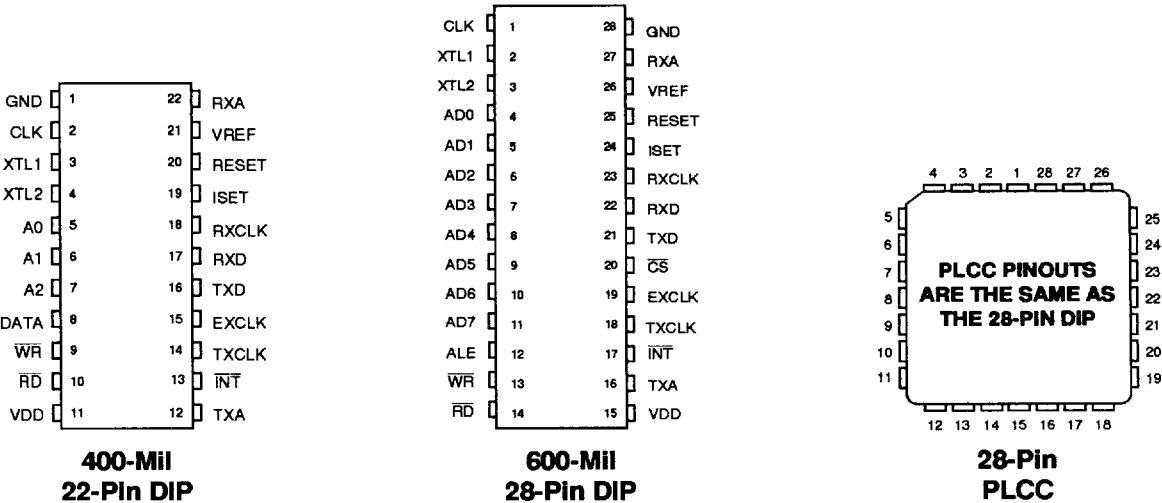 GND 1 22 RXA
CLK 2 21 VREF
XTL1 3 20 RESET
XTL2 4 19 ISET
A0 5 18 RXCLK
A1 6 17 RXD
A2 7 16 TXD
DATA 8 15 EXCLK
W̅R̅ 9 14 TXCLK
R̅D̅ 10 13 I̅N̅T̅
VDD 11 12 TXA
400-Mil
22-Pin DIP
CLK 1 28 GND
XTL1 2 27 RXA
XTL2 3 26 VREF
AD0 4 25 RESET
AD1 5 24 ISET
AD2 6 23 RXCLK
AD3 7 22 RXD
AD4 8 21 TXD
AD5 9 20 C̅S̅
AD6 10 19 EXCLK
AD7 11 18 TXCLK
ALE 12 17 I̅N̅T̅
W̅R̅ 13 16 TXA
R̅D̅ 14 15 VDD
600-Mil
28-Pin DIP
4 3 2 1 28 27 26
5 25
6 24
7 PLCC PINOUTS 23
8 ARE THE SAME AS 22
9 THE 28-PIN DIP 21
10 20
11 19
12 13 14 15 16 17 18
28-Pin
PLCC